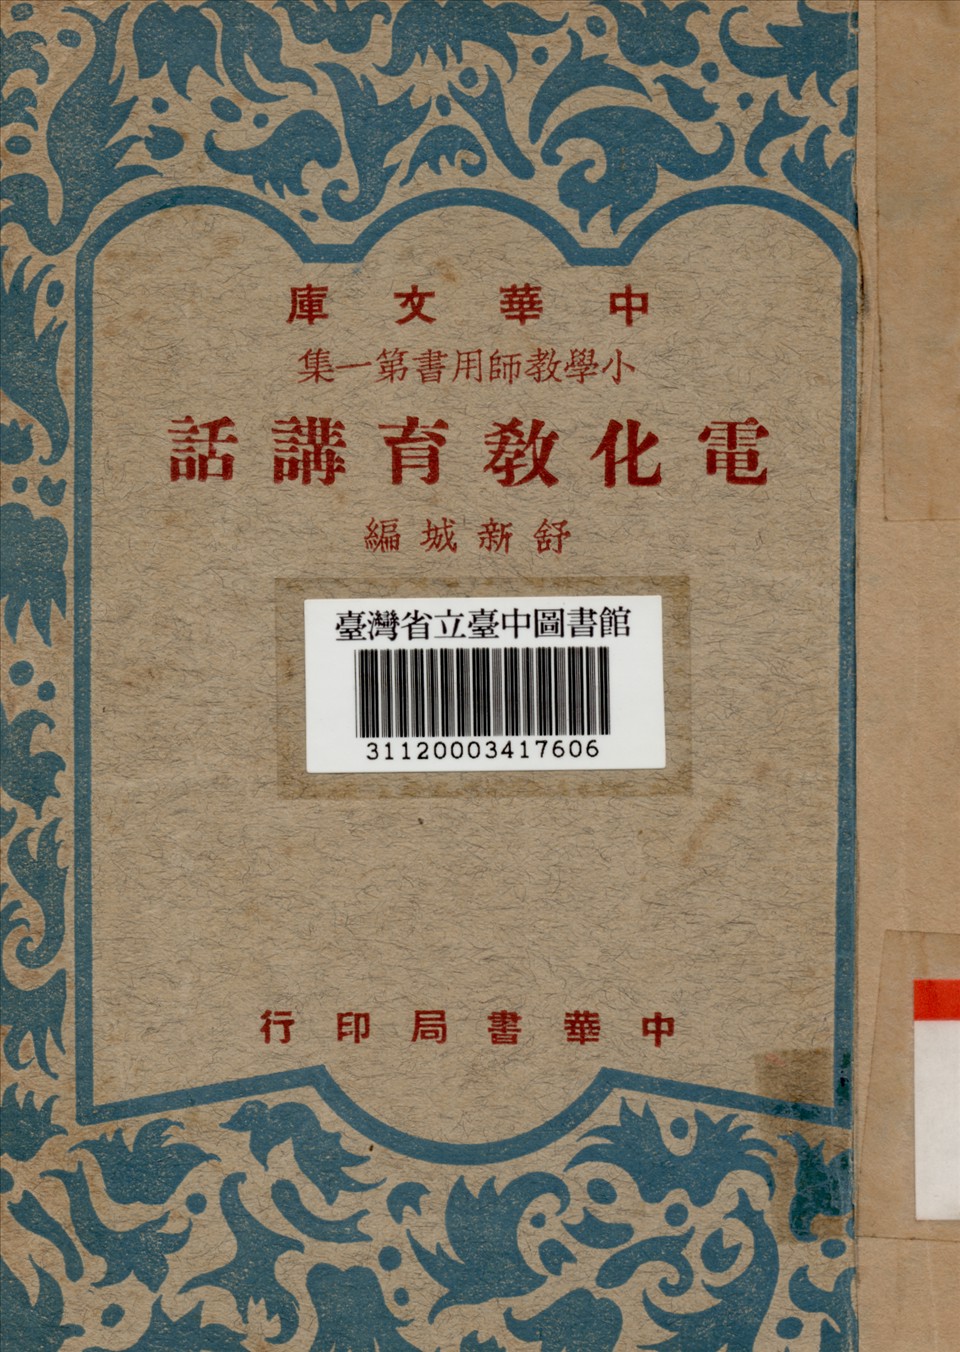 中華文庫
小學教師用書第一集
電化教育講話
舒新城編
臺灣省立臺中圖書館
31120003417606
中華書局印行